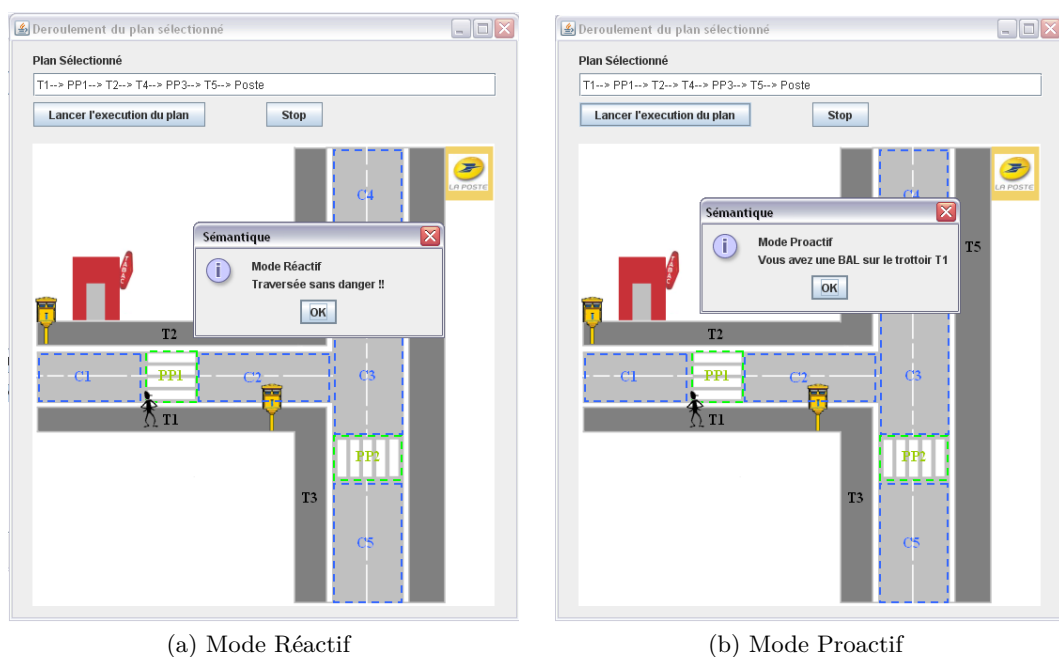 Deroulement du plan sélectionné
Plan Sélectionné
T1--> PP1--> T2--> T4--> PP3--> T5--> Poste
Lancer l'execution du plan
Stop
C4
LA POSTE
Sémantique
Mode Réactif
Traversée sans danger !!
OK
TABAC
T2
C1
PP1
C2
C3
T1
PP2
T3
C5
(a) Mode Réactif
Deroulement du plan sélectionné
Plan Sélectionné
T1--> PP1--> T2--> T4--> PP3--> T5--> Poste
Lancer l'execution du plan
Stop
C4
LA POSTE
Sémantique
Mode Proactif
Vous avez une BAL sur le trottoir T1
OK
T5
TABAC
T2
C1
PP1
C2
C3
T1
PP2
T3
C5
(b) Mode Proactif